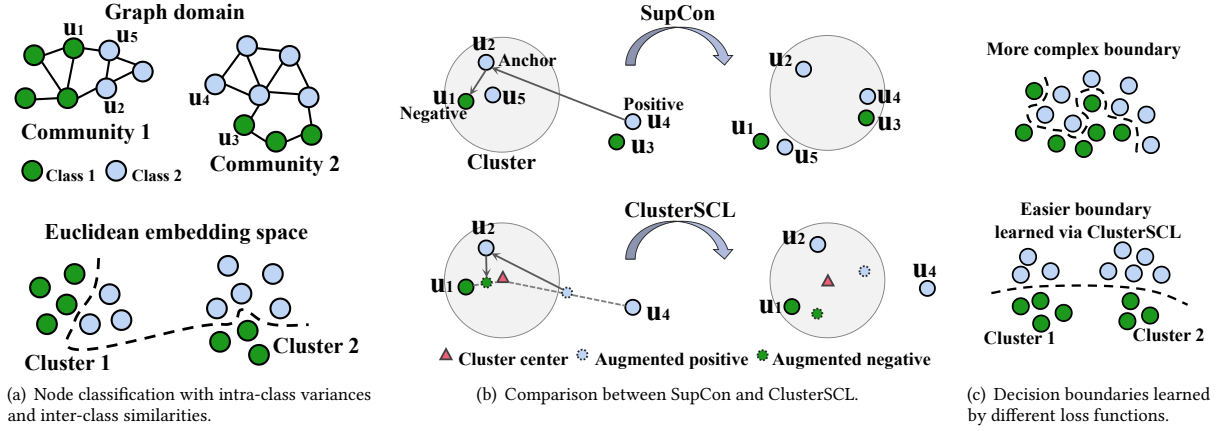 Graph domain
u1
u5
u2
u4
u3
Community 1
Community 2
Class 1
Class 2
Euclidean embedding space
Cluster 1
Cluster 2
(a) Node classification with intra-class variances
and inter-class similarities.
SupCon
u2
Anchor
u1
u5
Negative
Positive
u4
u3
Cluster
u2
u4
u3
u1
u5
ClusterSCL
u2
u1
u4
u2
u4
u1
Cluster center
Augmented positive
Augmented negative
(b) Comparison between SupCon and ClusterSCL.
More complex boundary
Easier boundary
learned via ClusterSCL
Cluster 1
Cluster 2
(c) Decision boundaries learned
by different loss functions.